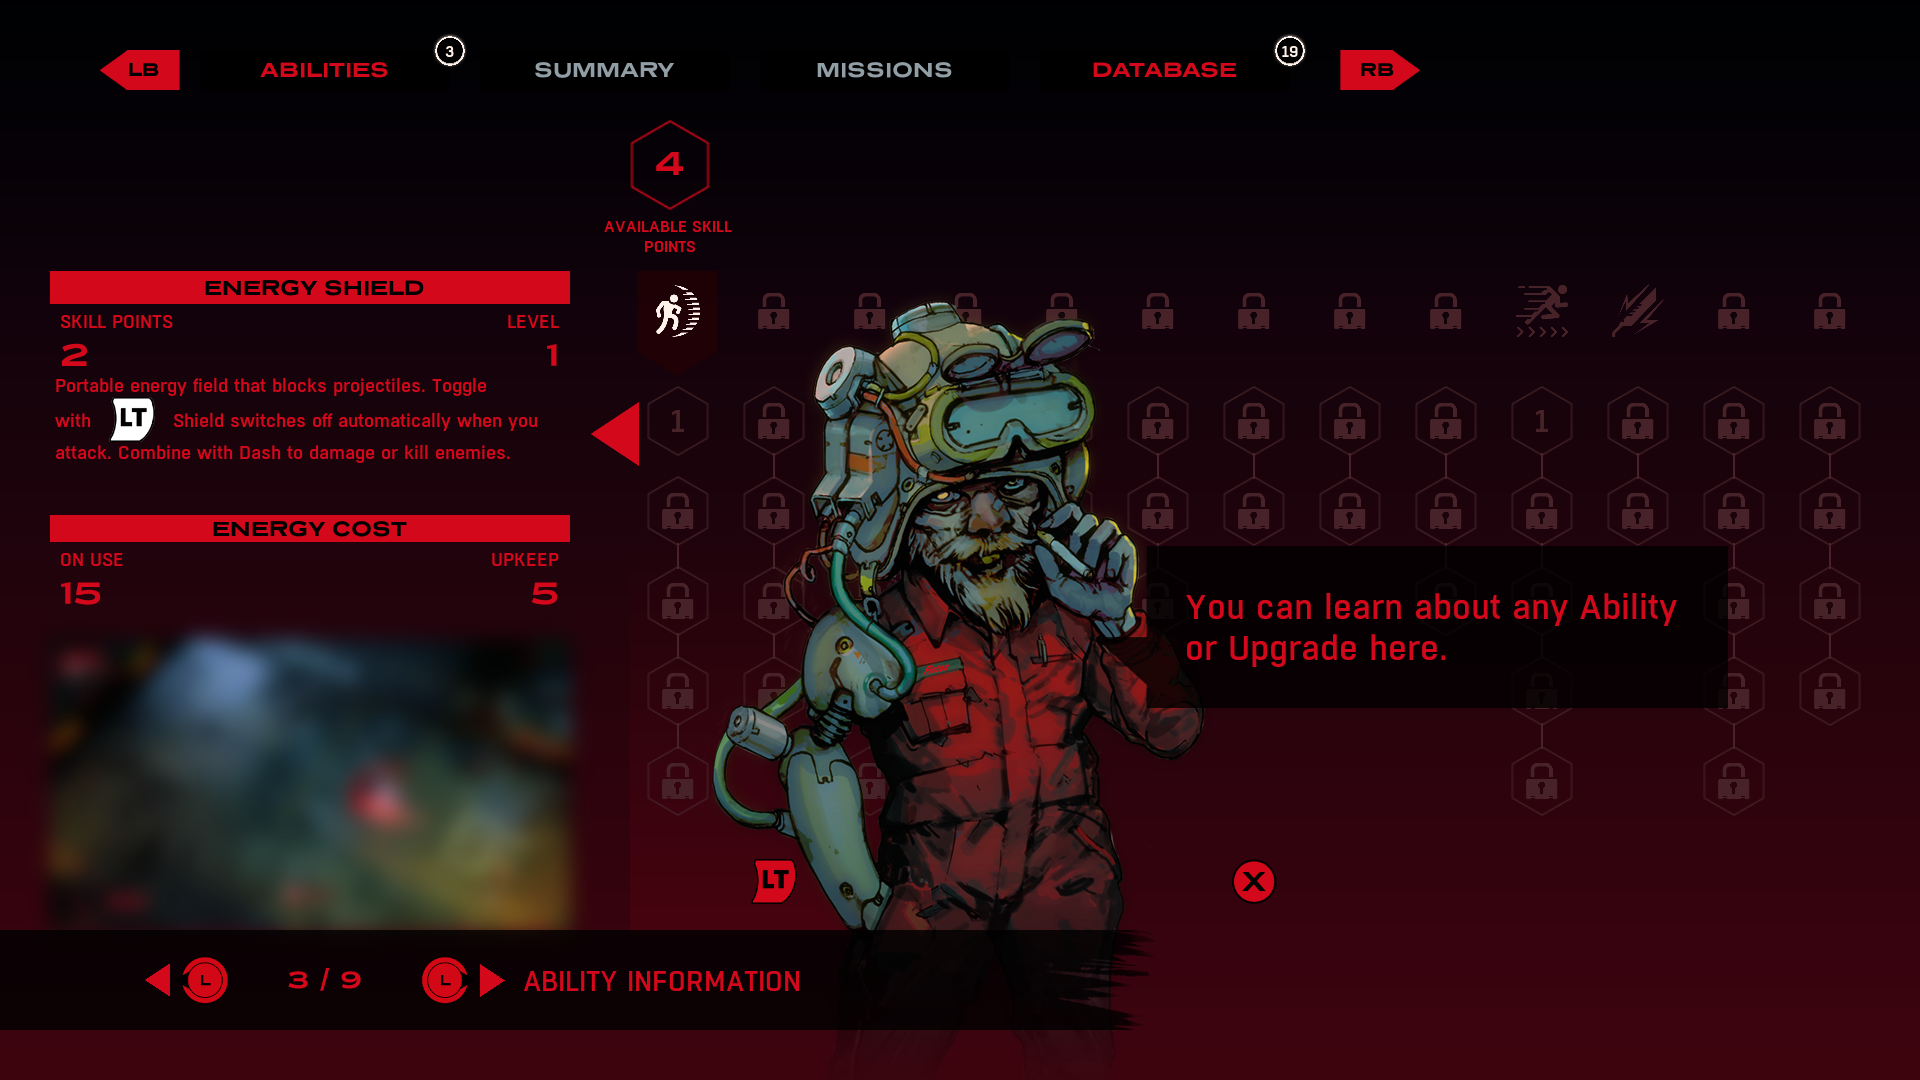 LB
ABILITIES
3
SUMMARY
MISSIONS
DATABASE
19
RB
4
AVAILABLE SKILL
POINTS
ENERGY SHIELD
SKILL POINTS LEVEL
2 1
Portable energy field that blocks projectiles. Toggle
with LT Shield switches off automatically when you
attack. Combine with Dash to damage or kill enemies.
ENERGY COST
ON USE UPKEEP
15 5
1
1
You can learn about any Ability
or Upgrade here.
LT
X
L 3 / 9 L ABILITY INFORMATION